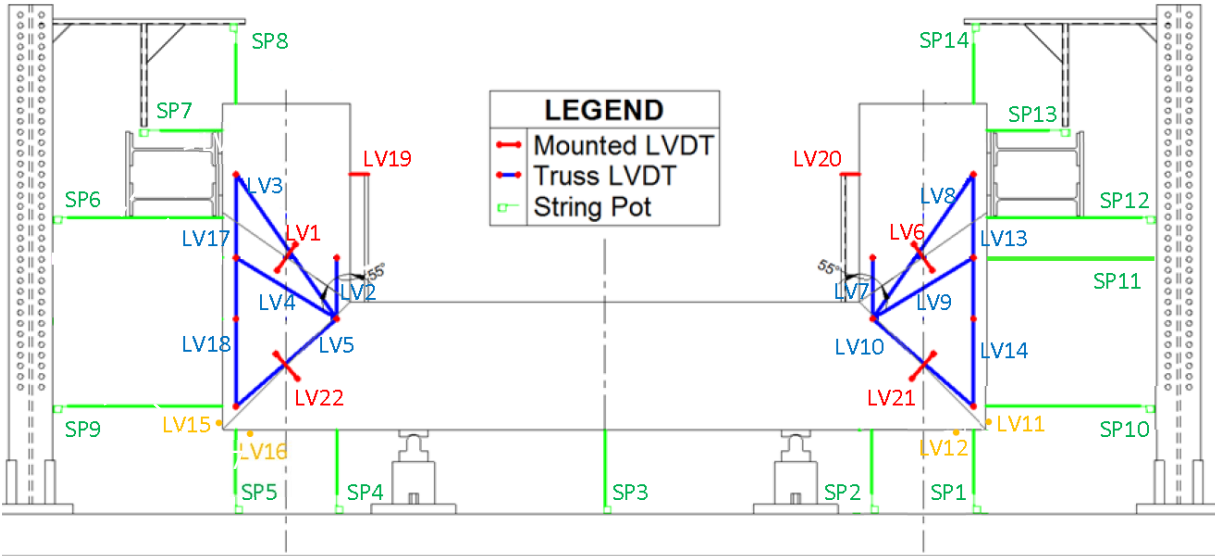 SP8
SP14
SP7
SP13
LEGEND
Mounted LVDT
Truss LVDT
String Pot
LV19
LV20
LV3
LV8
SP6
SP12
LV17
LV1
LV6
LV13
55°
55°
SP11
LV4
LV2
LV7
LV9
LV18
LV5
LV10
LV14
LV22
LV21
SP9
LV15
LV16
LV12
LV11
SP10
SP5
SP4
SP3
SP2
SP1